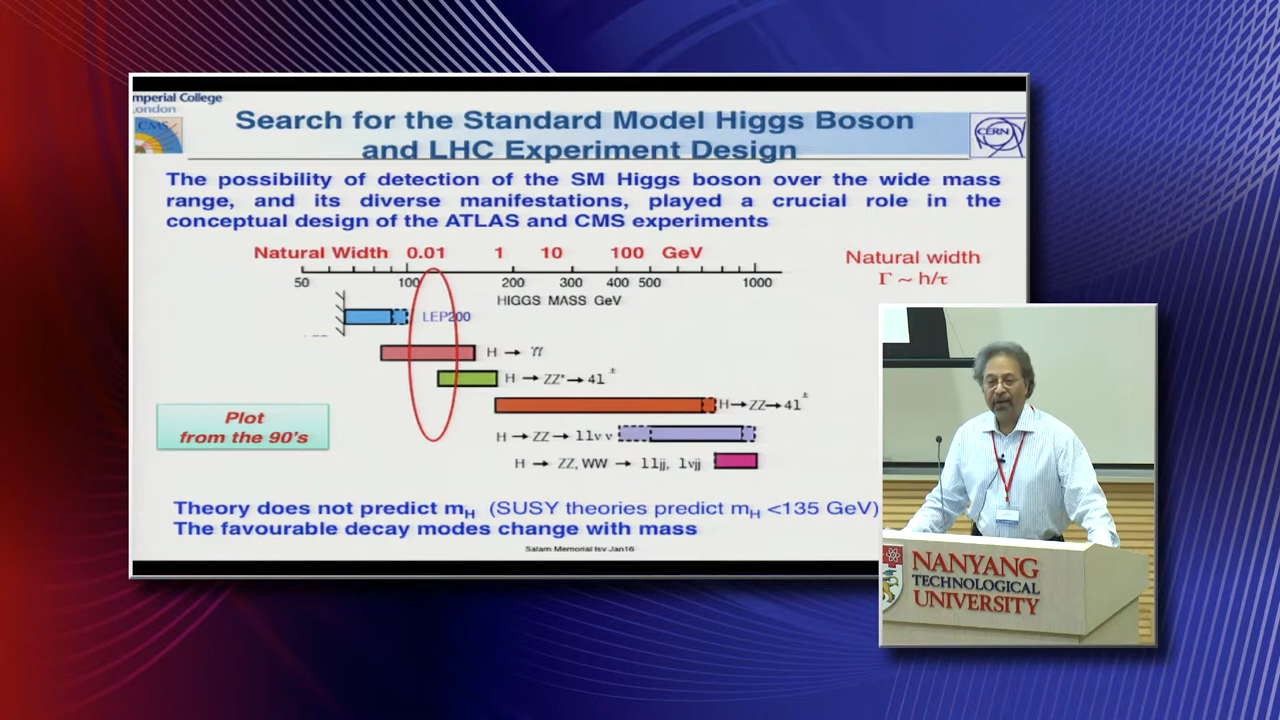 Imperial College
London
CMS
Search for the Standard Model Higgs Boson
and LHC Experiment Design
CERN
The possibility of detection of the SM Higgs boson over the wide mass
range, and its diverse manifestations, played a crucial role in the
conceptual design of the ATLAS and CMS experiments
Natural Width 0.01 1 10 100 GeV
50 100 200 300 400 500 1000
HIGGS MASS GeV
Natural width
Γ ~ h/τ
LEP200
H → γγ
H → ZZ* → 4l ±
H → ZZ → 4l ±
H → ZZ → llν ν
H → ZZ, WW → lljj, lνjj
Plot
from the 90's
Theory does not predict mH (SUSY theories predict mH <135 GeV)
The favourable decay modes change with mass
Salam Memorial tsv Jan16
NANYANG
TECHNOLOGICAL
UNIVERSITY